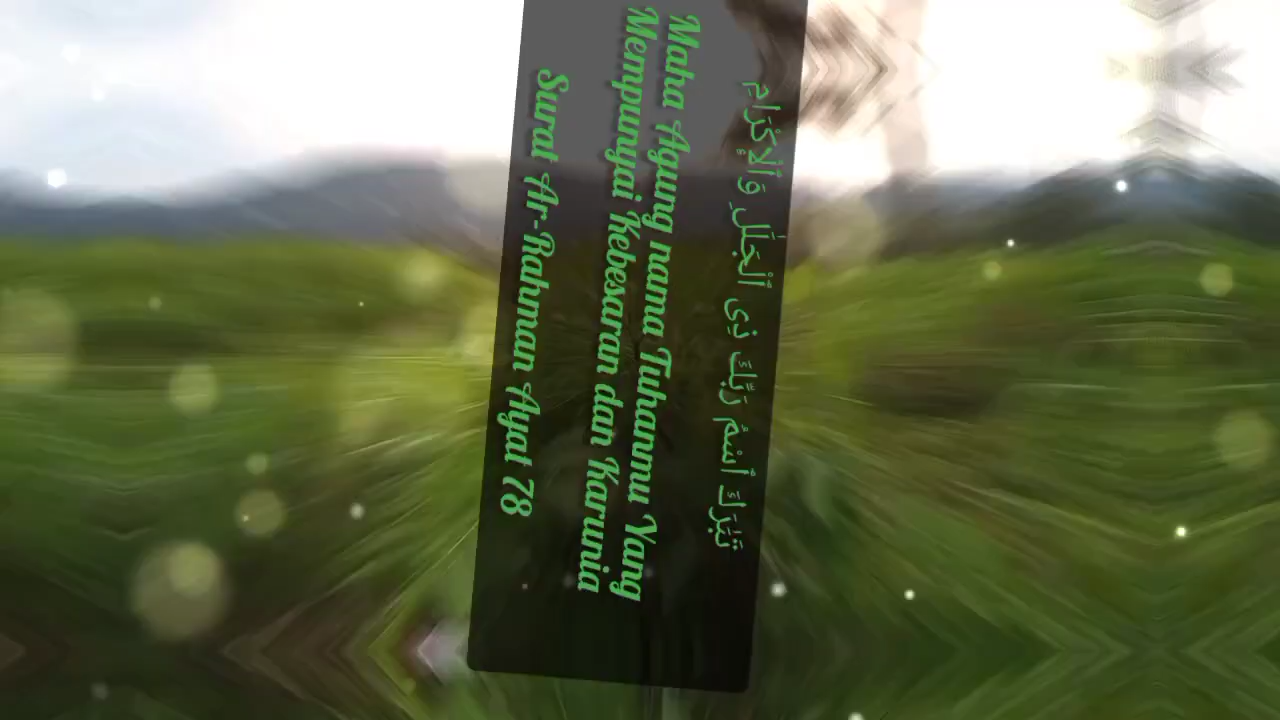 تَبَٰرَكَ ٱسْمُ رَبِّكَ ذِى ٱلْجَلَٰلِ وَٱلْإِكْرَامِ
Maha Agung nama Tuhanmu Yang
Mempunyai kebesaran dan karunia
Surat Ar-Rahman Ayat 78